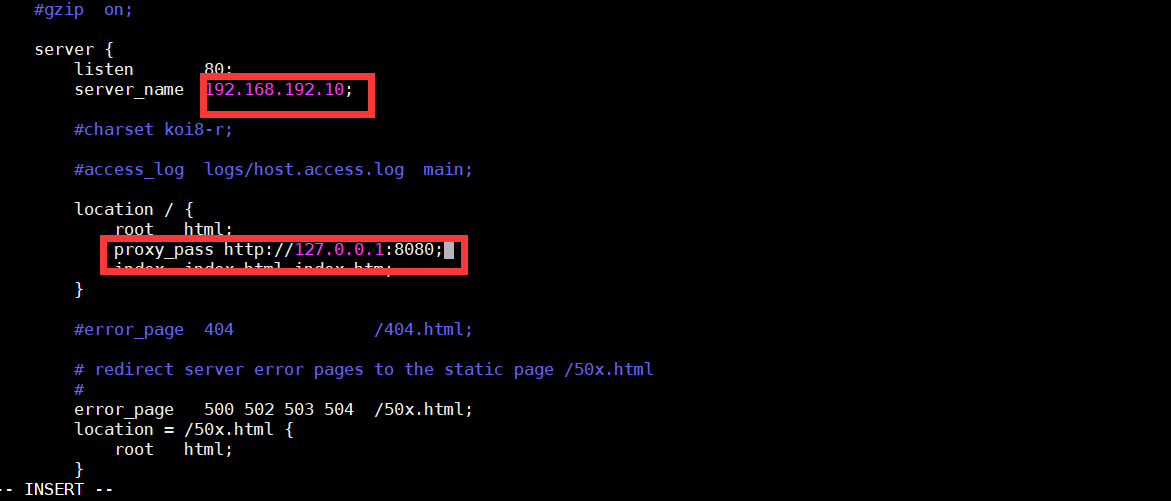 #gzip  on;
server {
listen       80;
server_name  192.168.192.10;
#charset koi8-r;
#access_log  logs/host.access.log  main;
location / {
root   html;
proxy_pass http://127.0.0.1:8080;
index  index.html index.htm;
}
#error_page  404              /404.html;
# redirect server error pages to the static page /50x.html
#
error_page   500 502 503 504  /50x.html;
location = /50x.html {
root   html;
}
-- INSERT --